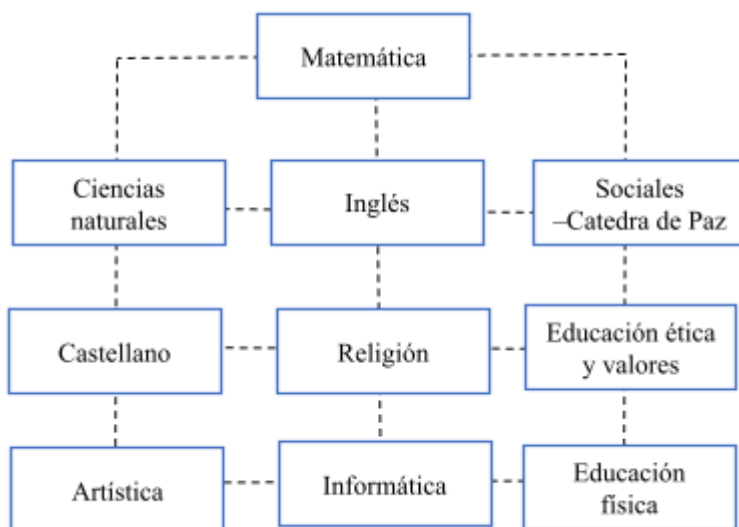 Matemática
Ciencias
naturales
Inglés
Sociales
–Catedra de Paz
Castellano
Religión
Educación ética
y valores
Artística
Informática
Educación
física